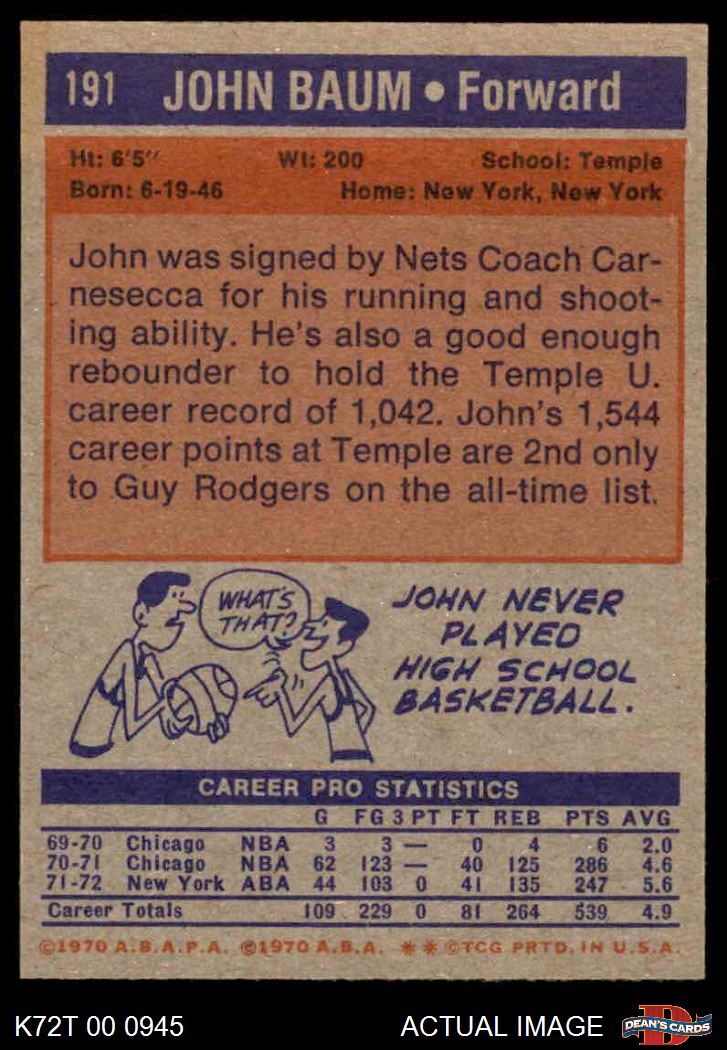 191 JOHN BAUM • Forward
Ht: 6'5" Wt: 200 School: Temple
Born: 6-19-46 Home: New York, New York
John was signed by Nets Coach Car-
nesecca for his running and shoot-
ing ability. He's also a good enough
rebounder to hold the Temple U.
career record of 1,042. John's 1,544
career points at Temple are 2nd only
to Guy Rodgers on the all-time list.
WHAT'S
THAT?
JOHN NEVER
PLAYED
HIGH SCHOOL
BASKETBALL.
CAREER PRO STATISTICS
G FG 3 PT FT REB PTS AVG
69-70 Chicago NBA 3 3 — 0 4 6 2.0
70-71 Chicago NBA 62 123 — 40 125 286 4.6
71-72 New York ABA 44 103 0 41 135 247 5.6
Career Totals 109 229 0 81 264 539 4.9
©1970 A.B.A.P.A. ©1970 A.B.A. ** ©TCG PRTD. IN U.S.A.
K72T 00 0945 ACTUAL IMAGE D DEAN'S CARDS